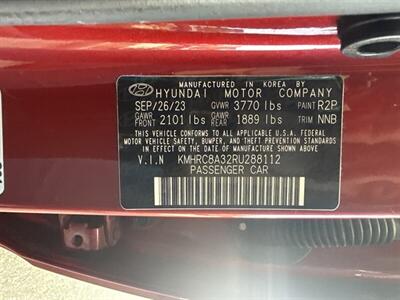 MANUFACTURED IN KOREA BY
HYUNDAI MOTOR COMPANY
SEP/26/23 GVWR 3770 lbs PAINT R2P
GAWR FRONT 2101 lbs GAWR REAR 1889 lbs TRIM NNB
THIS VEHICLE CONFORMS TO ALL APPLICABLE U.S.A. FEDERAL
MOTOR VEHICLE SAFETY, BUMPER, AND THEFT PREVENTION
STANDARDS IN EFFECT ON THE DATE OF MANUFACTURE SHOWN ABOVE.
V.I.N KMHRC8A32RU288112
PASSENGER CAR